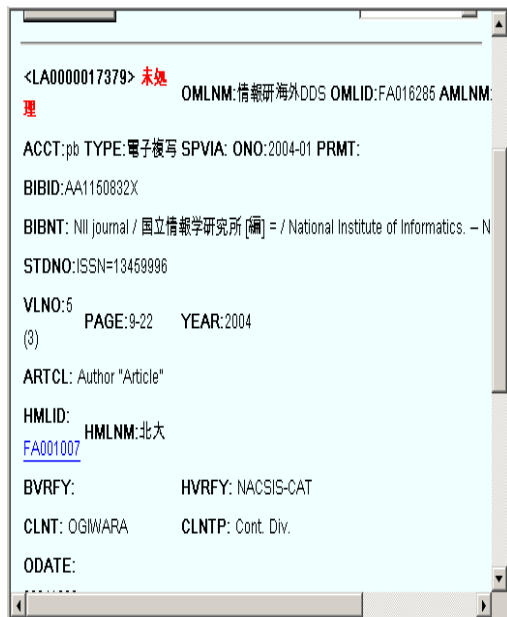 <LA0000017379> 未処理 OMLNM:情報研海外DDS OMLID:FA016285 AMLNM:
ACCT:pb TYPE:電子複写 SPVIA: ONO:2004-01 PRMT:
BIBID:AA1150832X
BIBNT: NII journal / 国立情報学研究所 [編] = / National Institute of Informatics. – N
STDNO:ISSN=13459996
VLNO:5 (3) PAGE:9-22 YEAR:2004
ARTCL: Author "Article"
HMLID: FA001007 HMLNM:北大
BVRFY: HVRFY: NACSIS-CAT
CLNT: OGIWARA CLNTP: Cont. Div.
ODATE: